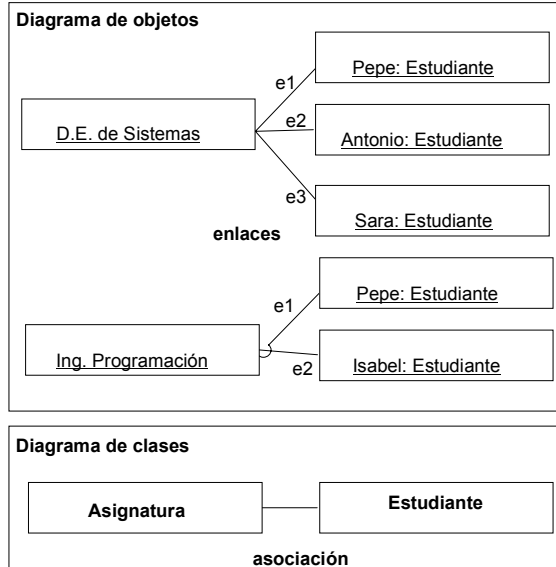 Diagrama de objetos
Pepe: Estudiante
e1
D.E. de Sistemas
e2
Antonio: Estudiante
e3
Sara: Estudiante
enlaces
e1
Pepe: Estudiante
Ing. Programación
e2
Isabel: Estudiante
Diagrama de clases
Asignatura
Estudiante
asociación